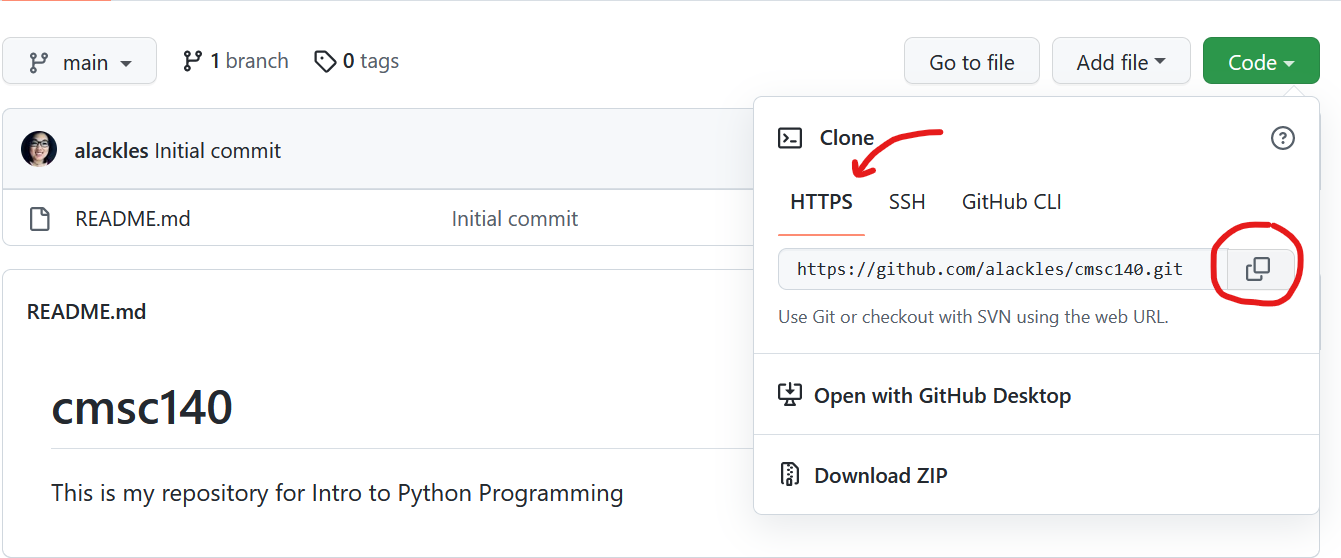 main 1 branch 0 tags Go to file Add file Code
alackles Initial commit
Clone
README.md Initial commit
HTTPS SSH GitHub CLI
https://github.com/alackles/cmsc140.git
Use Git or checkout with SVN using the web URL.
Open with GitHub Desktop
Download ZIP
README.md
cmsc140
This is my repository for Intro to Python Programming